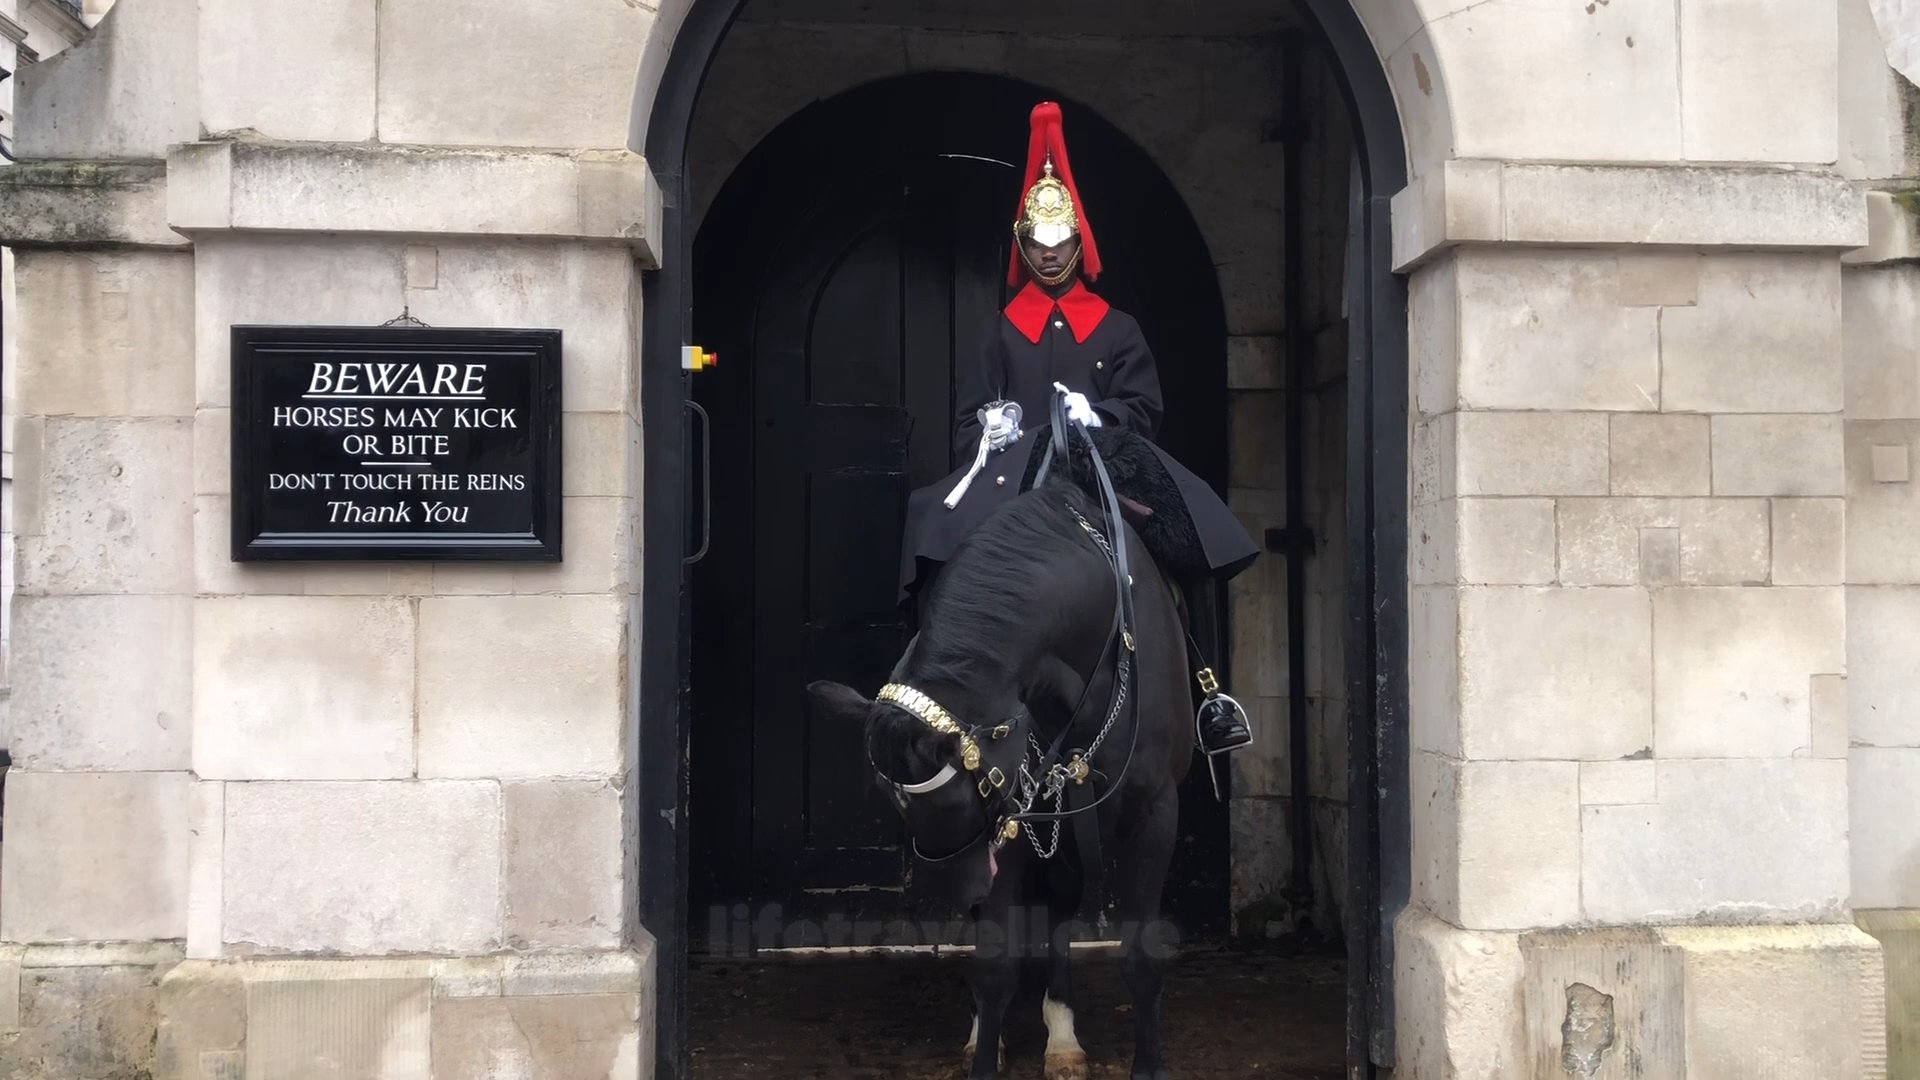 BEWARE
HORSES MAY KICK
OR BITE
DON'T TOUCH THE REINS
Thank You
lifetravellove